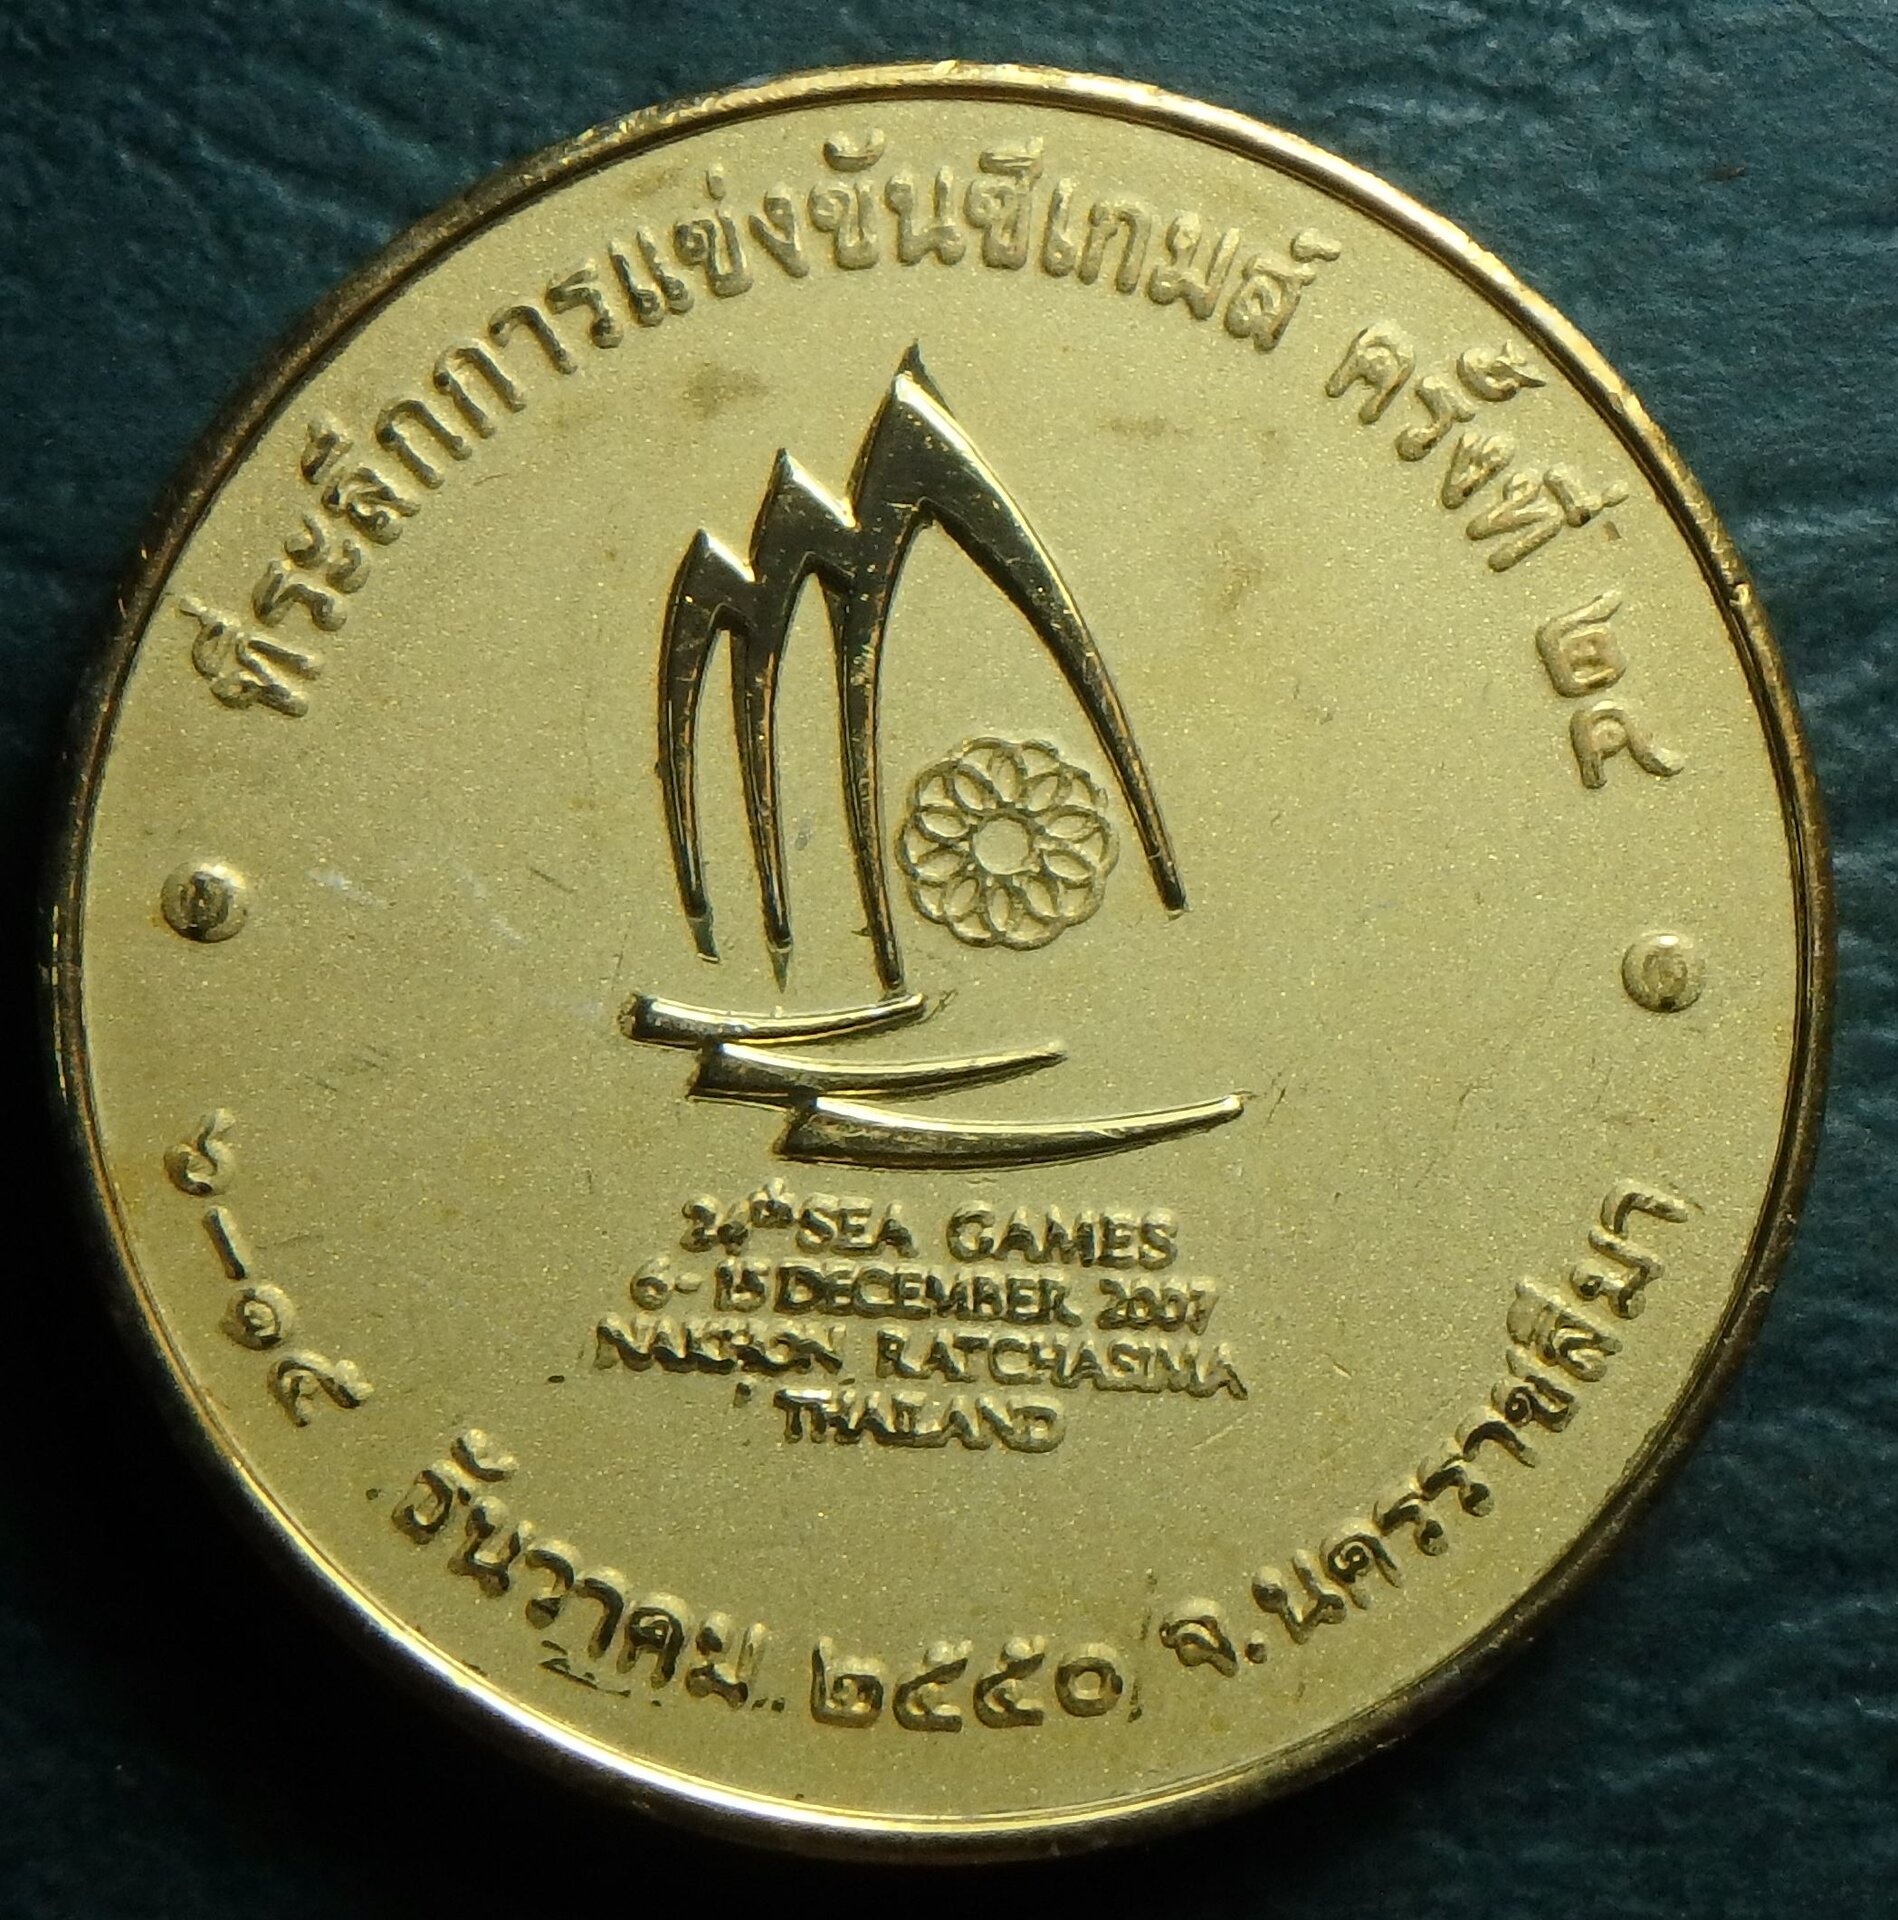 ที่ระลึกการแข่งขันซีเกมส์ ครั้งที่ ๒๔
24th SEA GAMES
6 - 15 DECEMBER 2007
NAKHON RATCHASIMA
THAILAND
๖-๑๕ ธันวาคม ๒๕๕๐ จ.นครราชสีมา